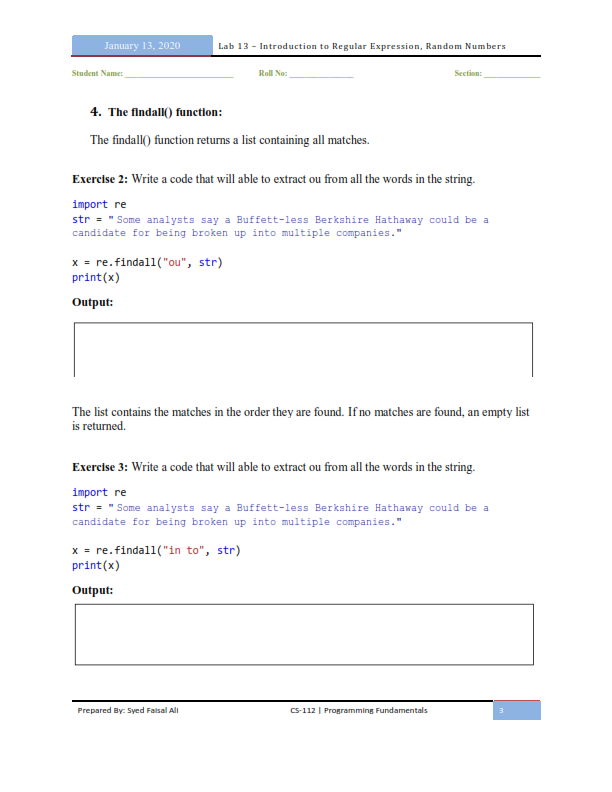 January 13, 2020
Lab 13 – Introduction to Regular Expression, Random Numbers
Student Name: ___________________________ Roll No: ________________ Section: ______________
4. The findall() function:
The findall() function returns a list containing all matches.
Exercise 2: Write a code that will able to extract ou from all the words in the string.
import re
str = " Some analysts say a Buffett-less Berkshire Hathaway could be a
candidate for being broken up into multiple companies."
x = re.findall("ou", str)
print(x)
Output:
The list contains the matches in the order they are found. If no matches are found, an empty list
is returned.
Exercise 3: Write a code that will able to extract ou from all the words in the string.
import re
str = " Some analysts say a Buffett-less Berkshire Hathaway could be a
candidate for being broken up into multiple companies."
x = re.findall("in to", str)
print(x)
Output:
Prepared By: Syed Faisal Ali CS-112 | Programming Fundamentals 3